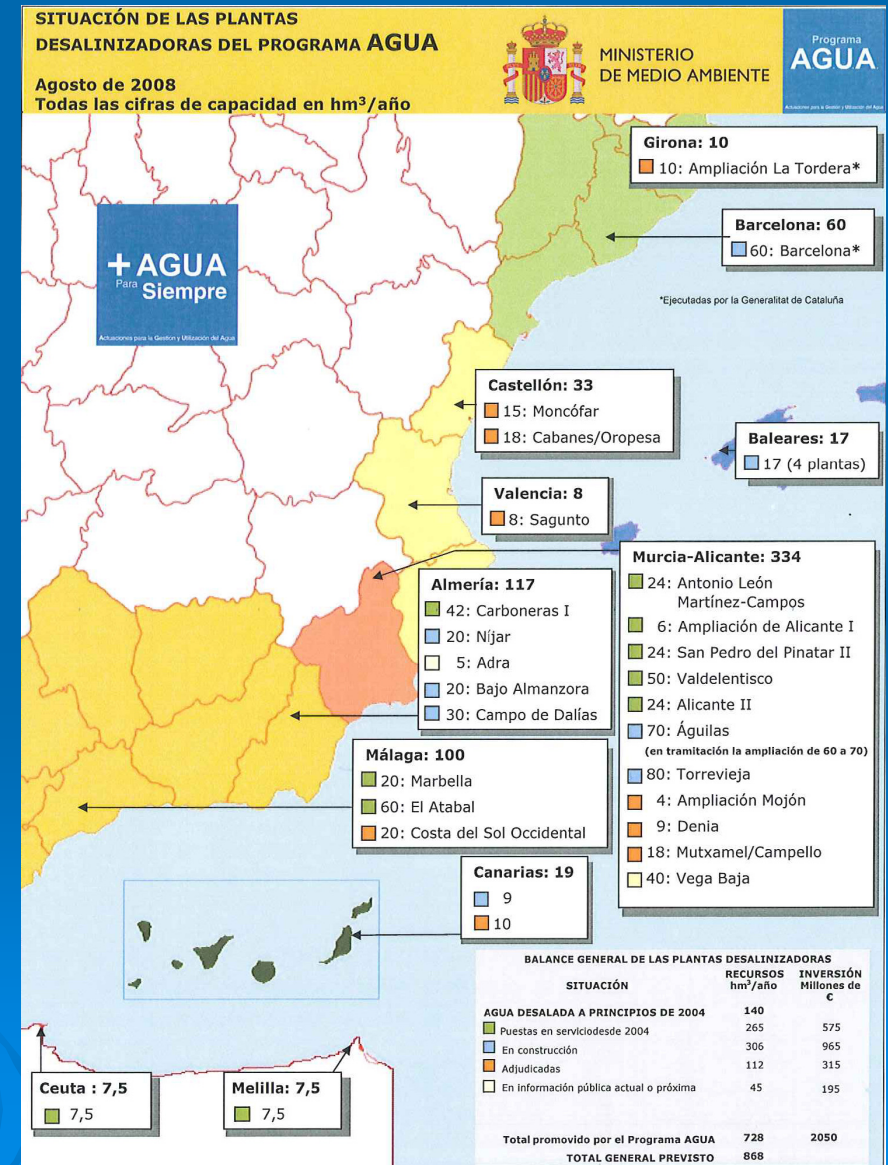 SITUACIÓN DE LAS PLANTAS
DESALINIZADORAS DEL PROGRAMA AGUA
Agosto de 2008
Todas las cifras de capacidad en hm³/año
MINISTERIO
DE MEDIO AMBIENTE
Programa
AGUA
Actuaciones para la Gestión y Utilización del Agua
Girona: 10
10: Ampliación La Tordera*
Barcelona: 60
60: Barcelona*
*Ejecutadas por la Generalitat de Cataluña
+ AGUA
Para Siempre
Actuaciones para la Gestión y Utilización del Agua
Castellón: 33
15: Moncófar
18: Cabanes/Oropesa
Baleares: 17
17 (4 plantas)
Valencia: 8
8: Sagunto
Murcia-Alicante: 334
24: Antonio León
Martínez-Campos
6: Ampliación de Alicante I
24: San Pedro del Pinatar II
50: Valdelentisco
24: Alicante II
70: Águilas
(en tramitación la ampliación de 60 a 70)
80: Torrevieja
4: Ampliación Mojón
9: Denia
18: Mutxamel/Campello
40: Vega Baja
Almería: 117
42: Carboneras I
20: Níjar
5: Adra
20: Bajo Almanzora
30: Campo de Dalías
Málaga: 100
20: Marbella
60: El Atabal
20: Costa del Sol Occidental
Canarias: 19
9
10
Ceuta : 7,5
7,5
Melilla: 7,5
7,5
BALANCE GENERAL DE LAS PLANTAS DESALINIZADORAS
SITUACIÓN RECURSOS hm³/año INVERSIÓN Millones de €
AGUA DESALADA A PRINCIPIOS DE 2004 140
Puestas en serviciodesde 2004 265 575
En construcción 306 965
Adjudicadas 112 315
En información pública actual o próxima 45 195
Total promovido por el Programa AGUA 728 2050
TOTAL GENERAL PREVISTO 868